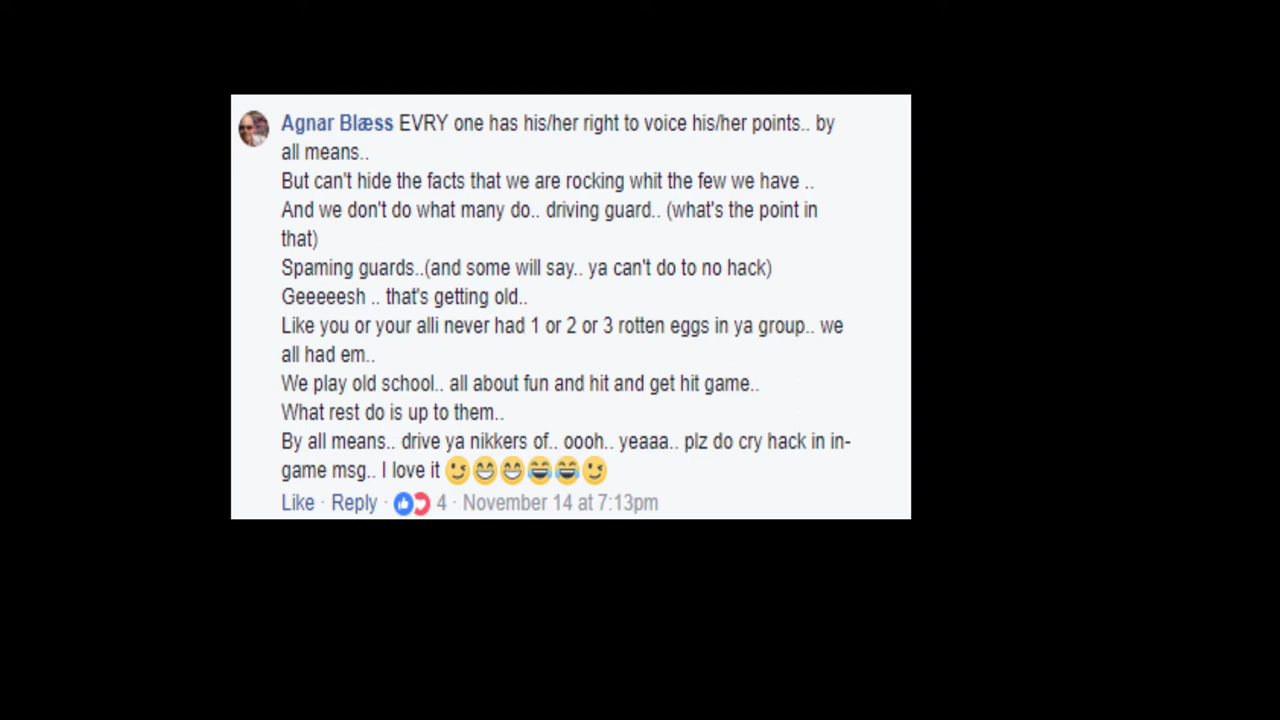 Agnar Blæss EVRY one has his/her right to voice his/her points.. by
all means..
But can't hide the facts that we are rocking whit the few we have ..
And we don't do what many do.. driving guard.. (what's the point in
that)
Spaming guards..(and some will say.. ya can't do to no hack)
Geeeeesh .. that's getting old..
Like you or your alli never had 1 or 2 or 3 rotten eggs in ya group.. we
all had em..
We play old school.. all about fun and hit and get hit game..
What rest do is up to them..
By all means.. drive ya nikkers of.. oooh.. yeaaa.. plz do cry hack in in-
game msg.. I love it 😉😁😁😂😂😉
Like · Reply · 4 · November 14 at 7:13pm